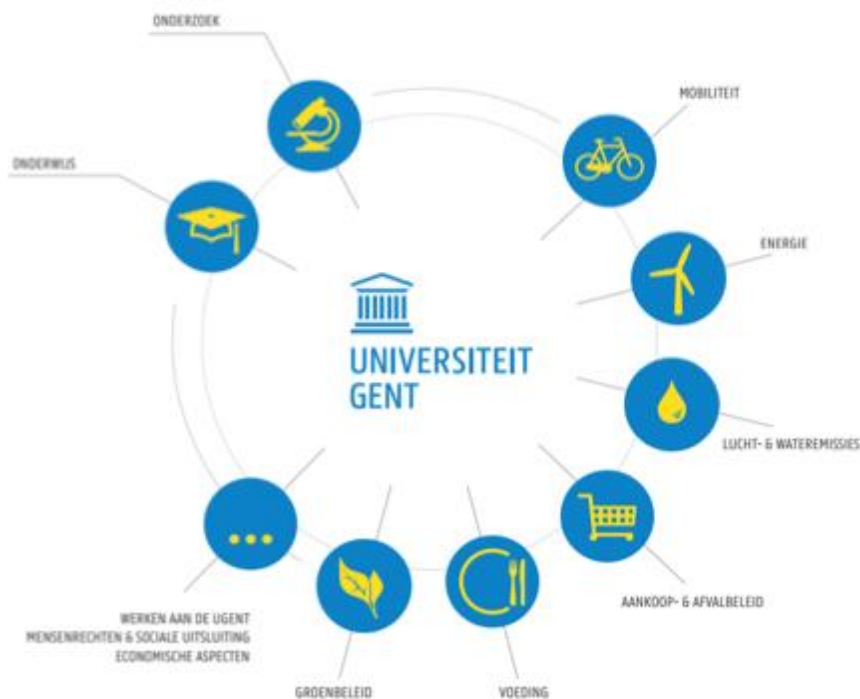 ONDERZOEK
MOBILITEIT
ONDERWIJS
ENERGIE
UNIVERSITEIT
GENT
LUCHT- & WATEREMISSIES
AANKOOP- & AFVALBELEID
WERKEN AAN DE UGENT
MENSENRECHTEN & SOCIALE UITSLUITING
ECONOMISCHE ASPECTEN
GROENBELEID
VOEDING